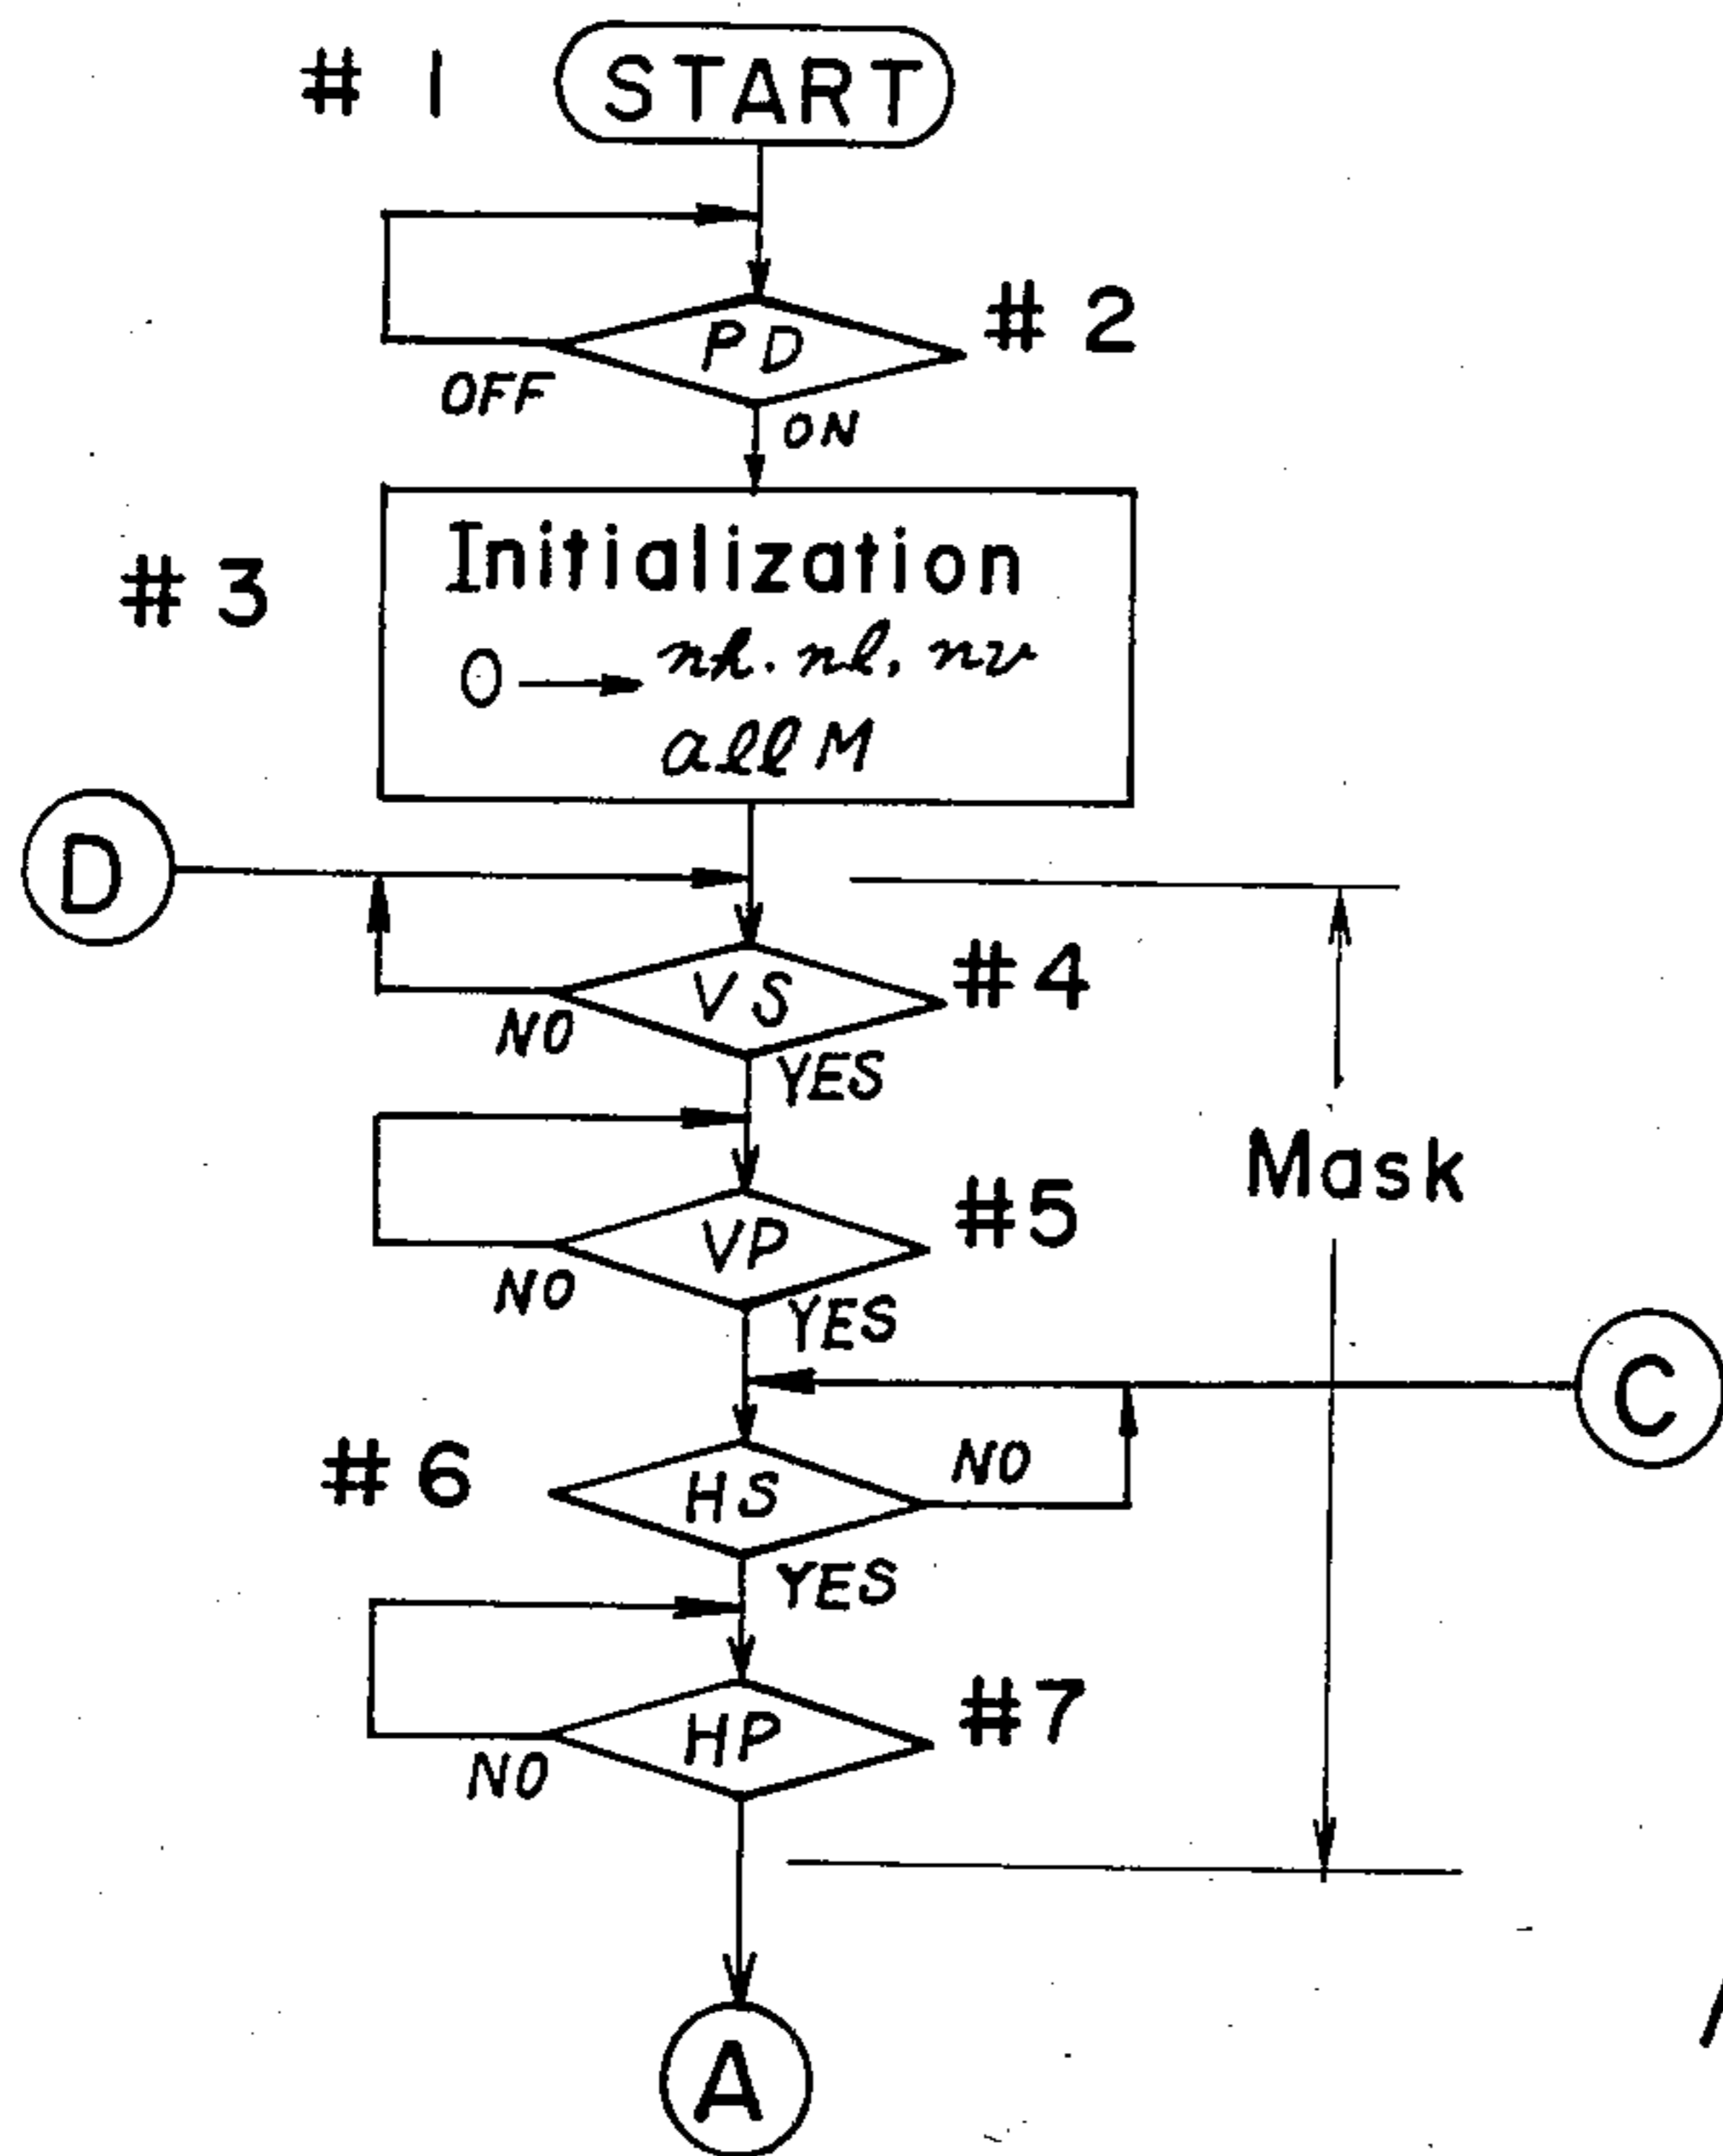 # 1 START
PD # 2
OFF
ON
Initialization
# 3
0 → nh. nl. nv
all M
D
VS #4
NO
YES
Mask
VP #5
NO
YES
C
# 6 HS NO
YES
HP #7
NO
A